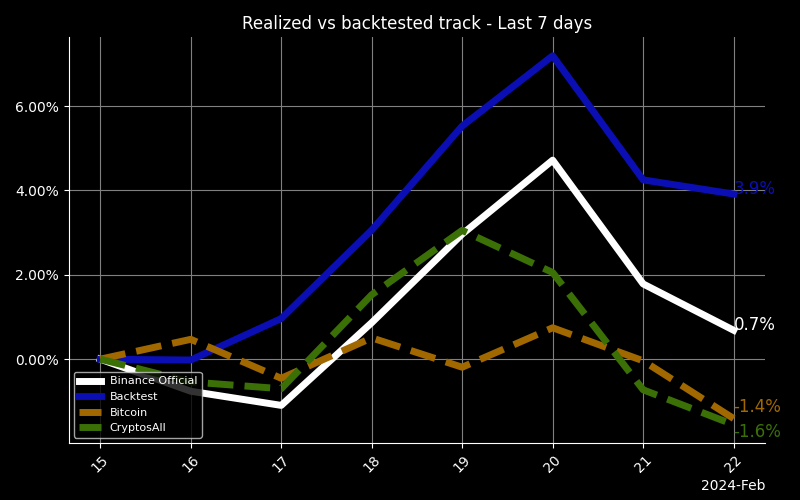 Realized vs backtested track - Last 7 days
6.00%
4.00%
2.00%
0.00%
3.9%
0.7%
-1.4%
-1.6%
Binance Official
Backtest
Bitcoin
CryptosAll
15
16
17
18
19
20
21
22
2024-Feb